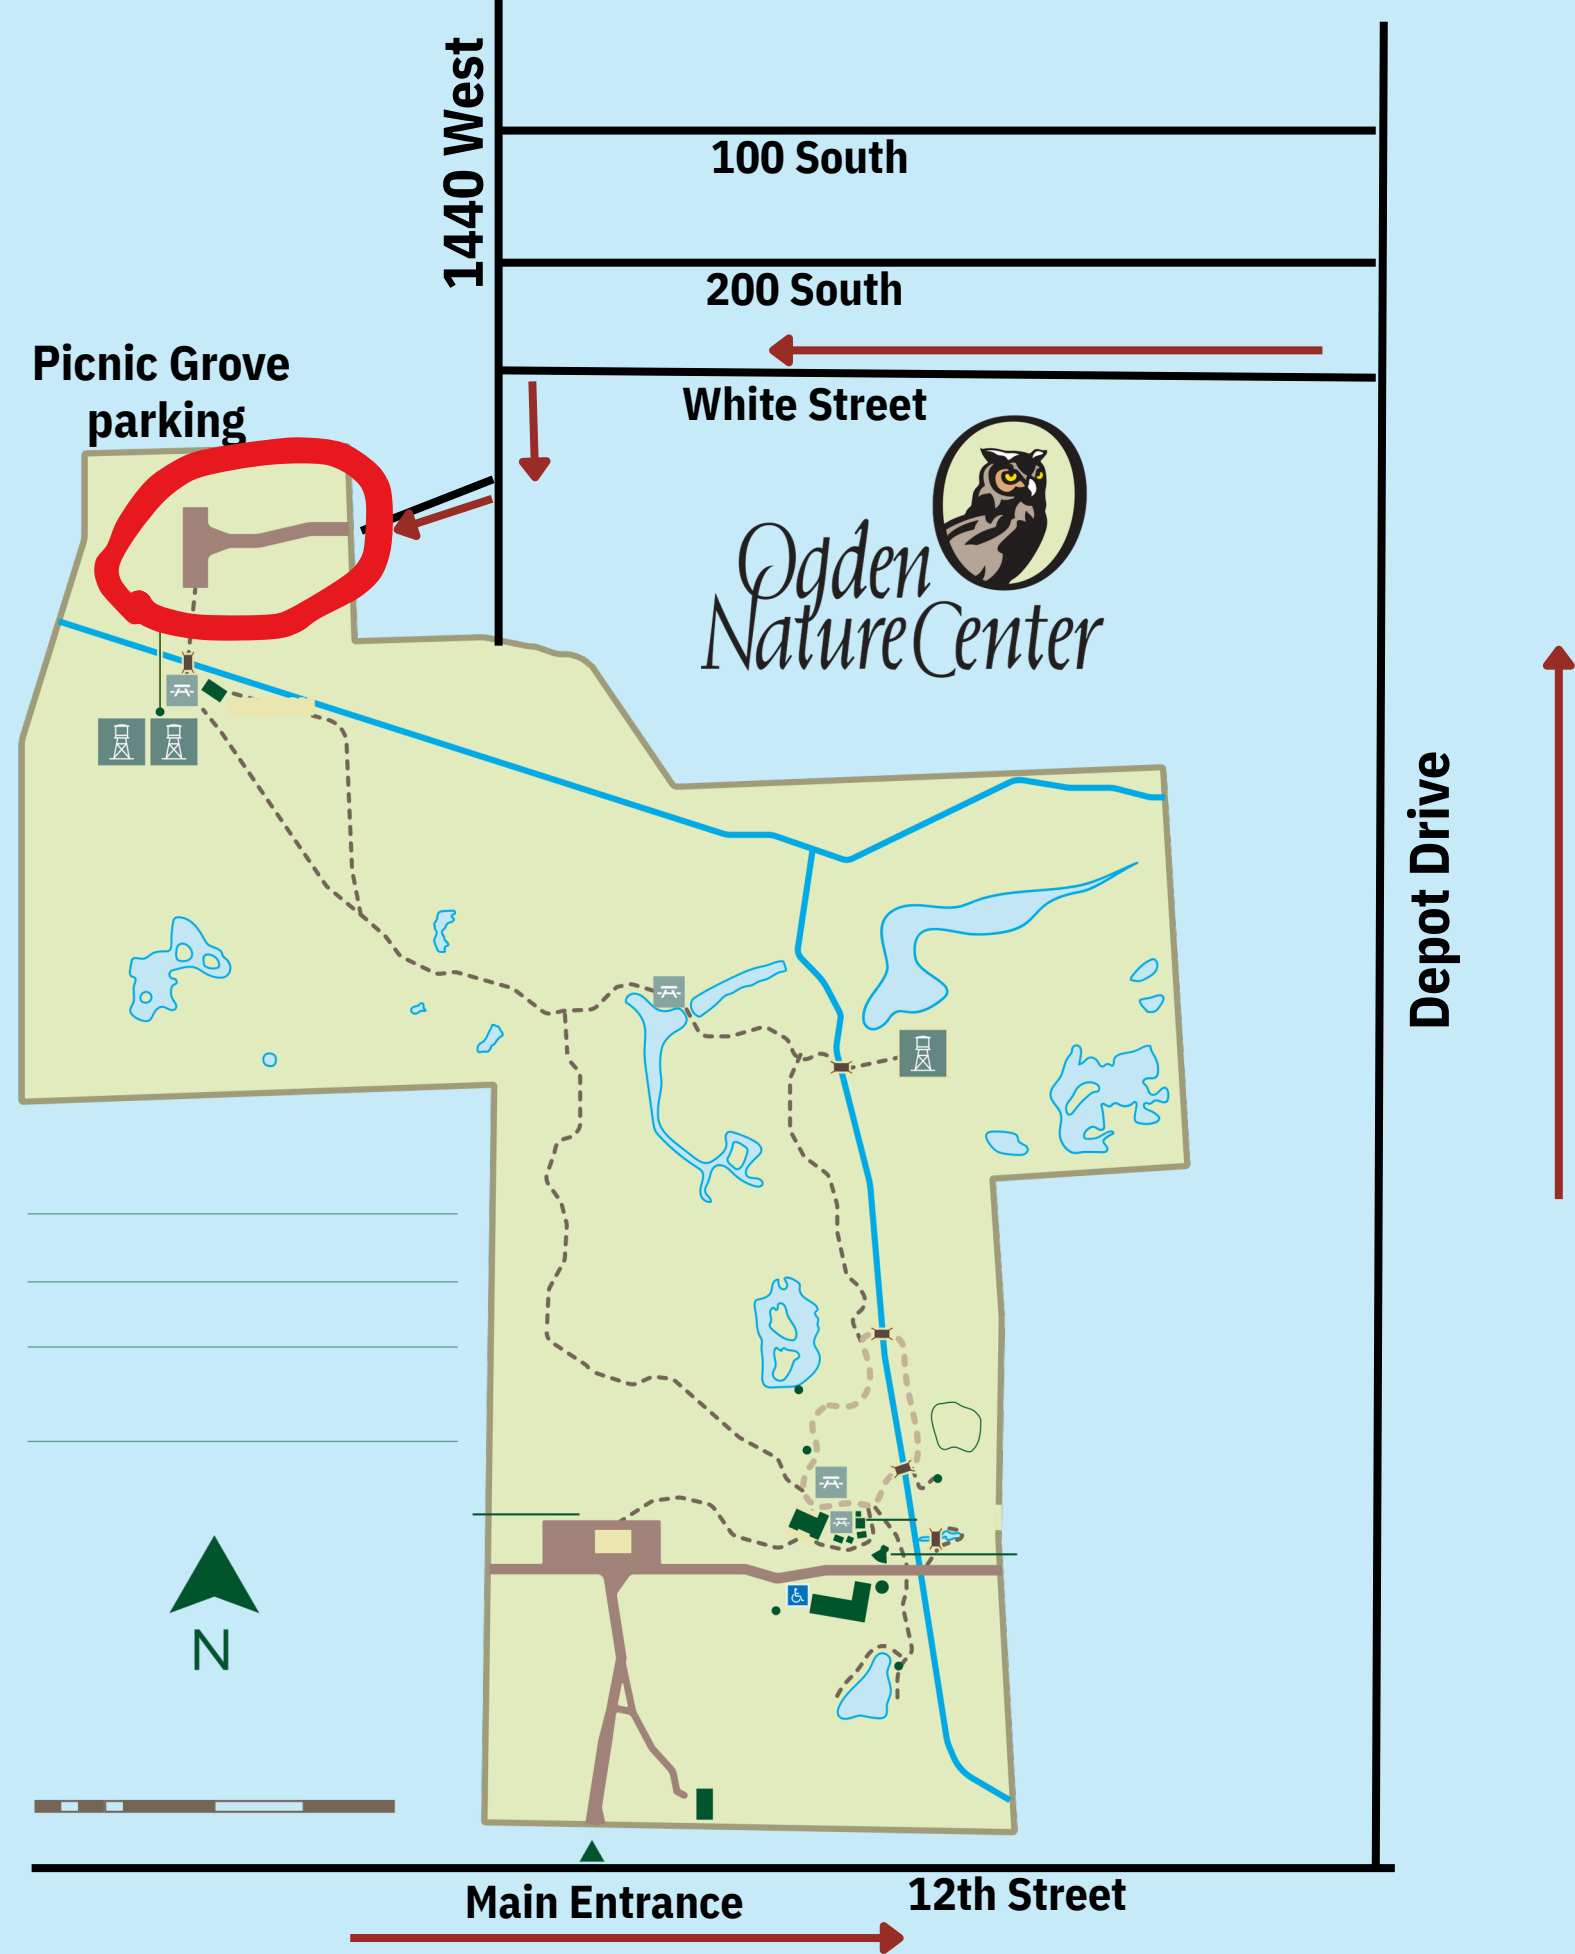 1440 West
100 South
200 South
Picnic Grove
parking
White Street
Ogden
Nature Center
Depot Drive
N
Main Entrance
12th Street